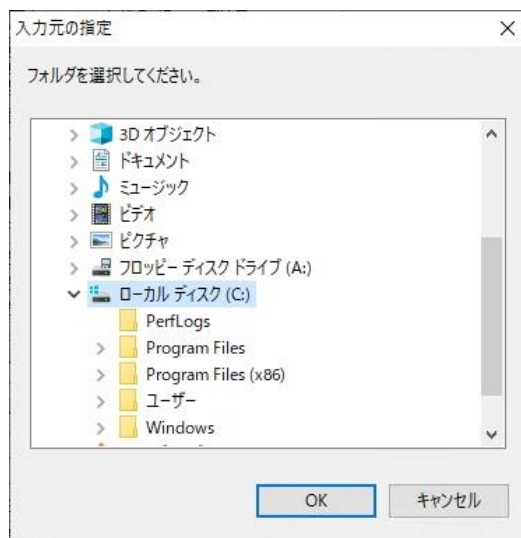 入力元の指定
フォルダを選択してください。
3D オブジェクト
ドキュメント
ミュージック
ビデオ
ピクチャ
フロッピー ディスク ドライブ (A:)
ローカル ディスク (C:)
PerfLogs
Program Files
Program Files (x86)
ユーザー
Windows
OK
キャンセル